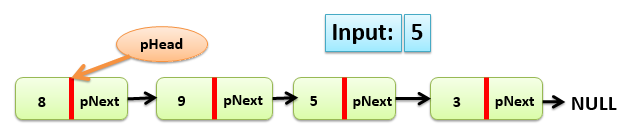 Input: 5
pHead
8 pNext 9 pNext 5 pNext 3 pNext NULL